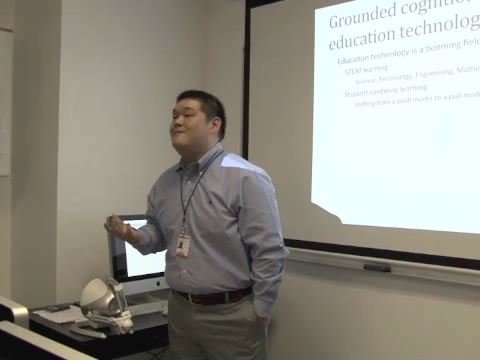 Grounded cognition
education technolog
Education technology is a booming field
STEM learning
Science, Technology, Engineering, Mathe
Student-centered learning
Shifting from a push model to a pull mode